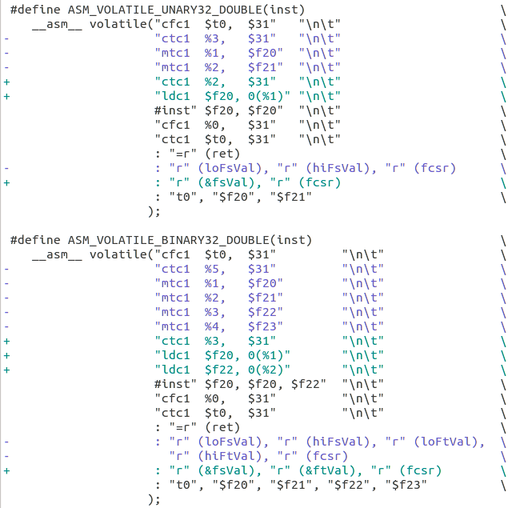 #define ASM_VOLATILE_UNARY32_DOUBLE(inst) \
   __asm__ volatile("cfc1  $t0,  $31"   "\n\t" \
-                   "ctc1  %3,   $31"   "\n\t" \
-                   "mtc1  %1,   $f20"  "\n\t" \
-                   "mtc1  %2,   $f21"  "\n\t" \
+                   "ctc1  %2,   $31"   "\n\t" \
+                   "ldc1  $f20, 0(%1)" "\n\t" \
                    #inst" $f20, $f20"  "\n\t" \
                    "cfc1  %0,   $31"   "\n\t" \
                    "ctc1  $t0,  $31"   "\n\t" \
                    : "=r" (ret) \
-                   : "r" (loFsVal), "r" (hiFsVal), "r" (fcsr) \
+                   : "r" (&fsVal), "r" (fcsr) \
                    : "t0", "$f20", "$f21" \
                   );
#define ASM_VOLATILE_BINARY32_DOUBLE(inst) \
   __asm__ volatile("cfc1  $t0,  $31"         "\n\t" \
-                   "ctc1  %5,   $31"         "\n\t" \
-                   "mtc1  %1,   $f20"        "\n\t" \
-                   "mtc1  %2,   $f21"        "\n\t" \
-                   "mtc1  %3,   $f22"        "\n\t" \
-                   "mtc1  %4,   $f23"        "\n\t" \
+                   "ctc1  %3,   $31"         "\n\t" \
+                   "ldc1  $f20, 0(%1)"       "\n\t" \
+                   "ldc1  $f22, 0(%2)"       "\n\t" \
                    #inst" $f20, $f20, $f22"  "\n\t" \
                    "cfc1  %0,   $31"         "\n\t" \
                    "ctc1  $t0,  $31"         "\n\t" \
                    : "=r" (ret) \
-                   : "r" (loFsVal), "r" (hiFsVal), "r" (loFtVal), \
-                     "r" (hiFtVal), "r" (fcsr) \
+                   : "r" (&fsVal), "r" (&ftVal), "r" (fcsr) \
                    : "t0", "$f20", "$f21", "$f22", "$f23" \
                   );